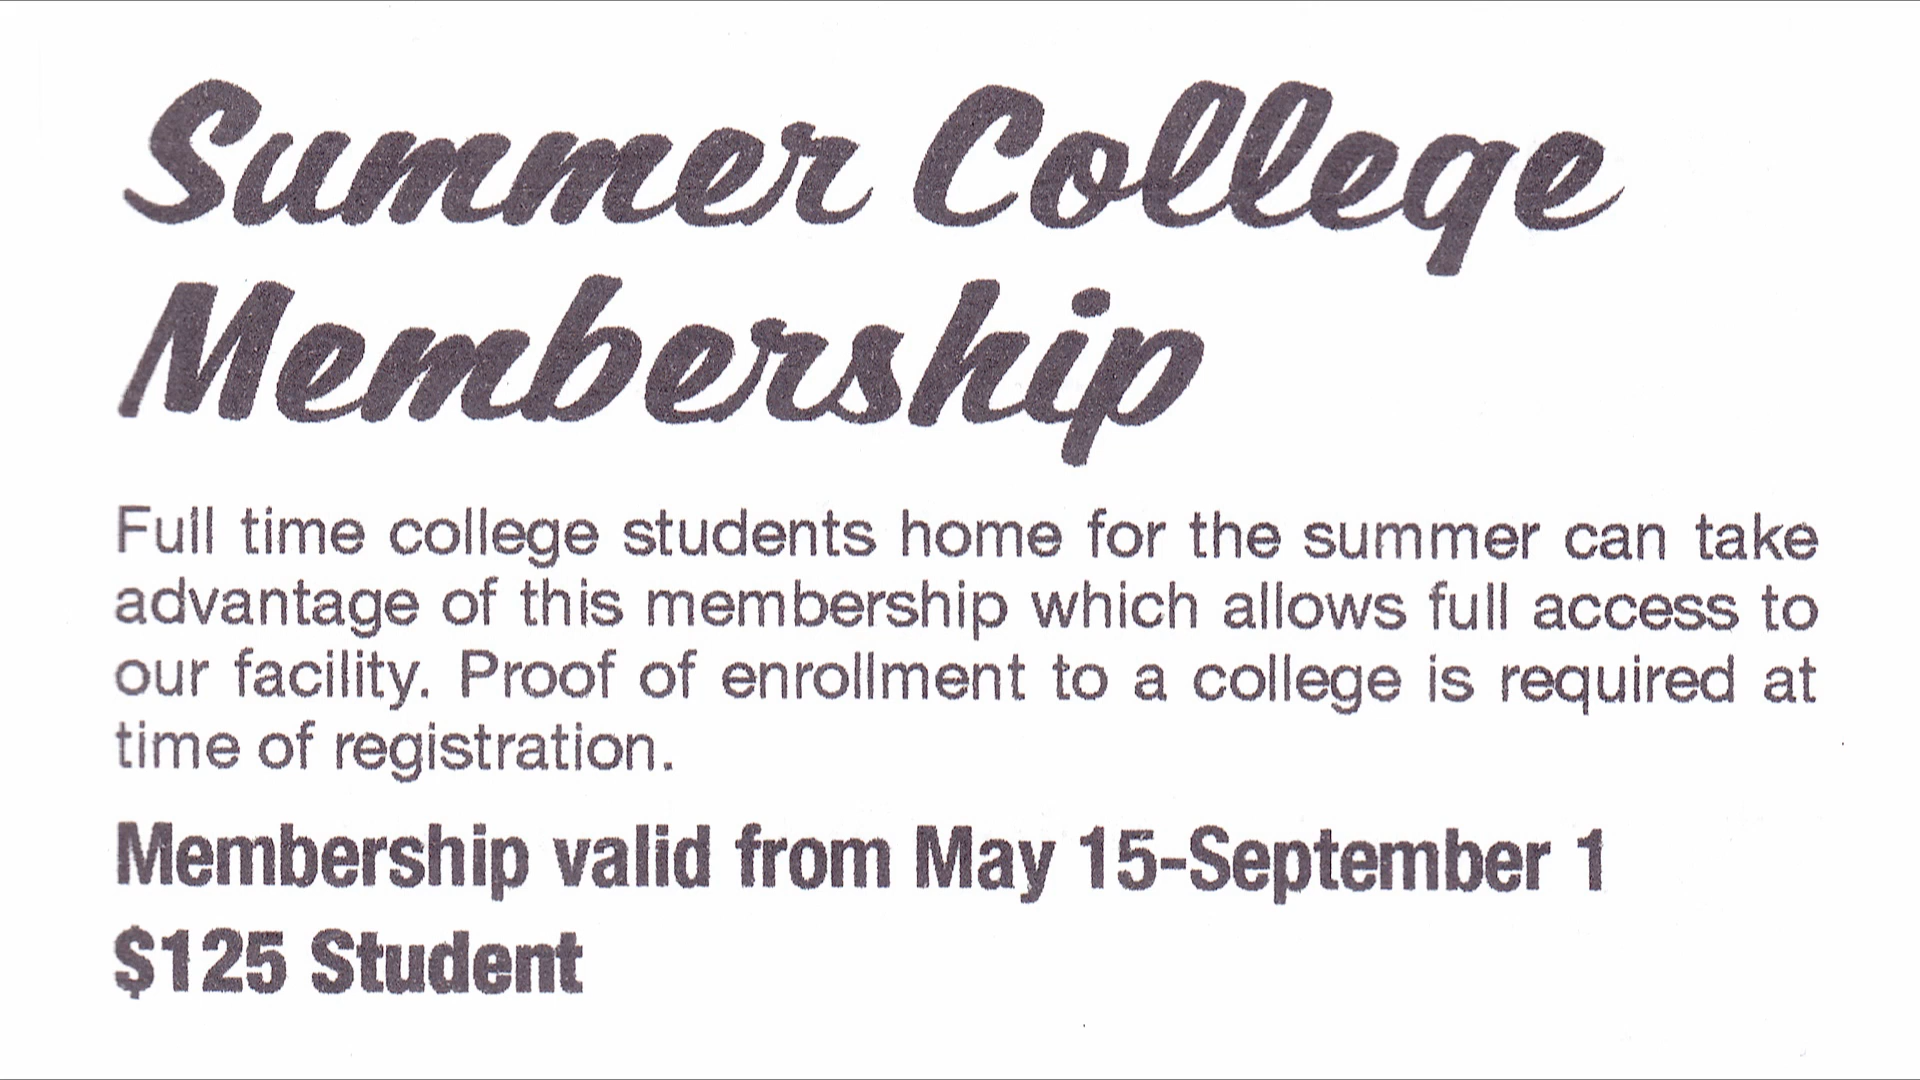 Summer College
Membership
Full time college students home for the summer can take
advantage of this membership which allows full access to
our facility. Proof of enrollment to a college is required at
time of registration.
Membership valid from May 15-September 1
$125 Student